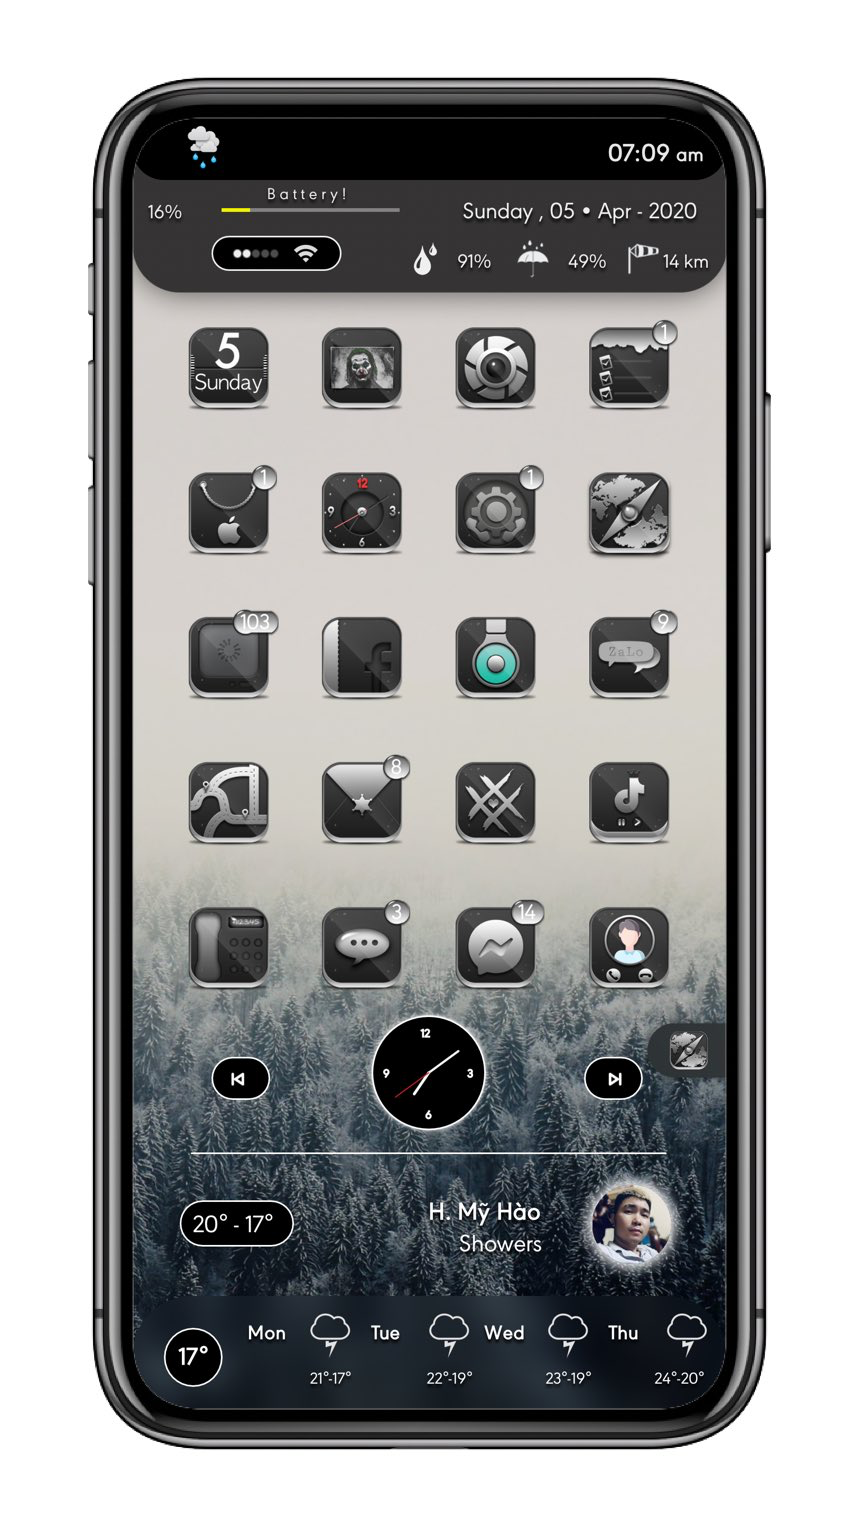 07:09 am
Battery!
16%
Sunday , 05 • Apr - 2020
91%
49%
14 km
5
Sunday
1
1
12
9
3
6
1
103
f
ZaLo
9
8
12345
3
14
12
9
3
6
20° - 17°
H. Mỹ Hào
Showers
17°
Mon
Tue
Wed
Thu
21°-17°
22°-19°
23°-19°
24°-20°